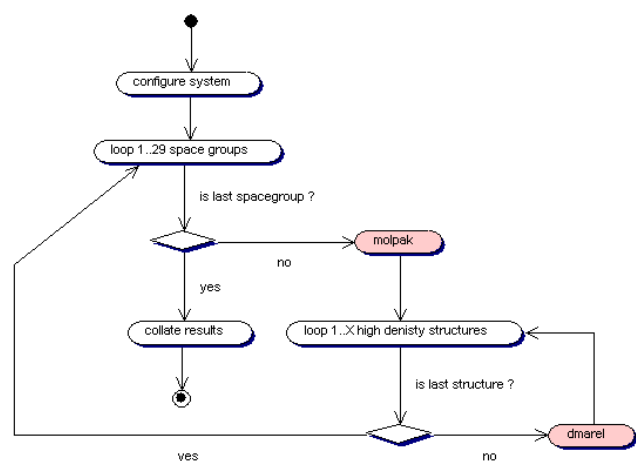 configure system
loop 1..29 space groups
is last spacegroup ?
molpak
no
yes
collate results
loop 1..X high denisty structures
is last structure ?
dmarel
yes
no